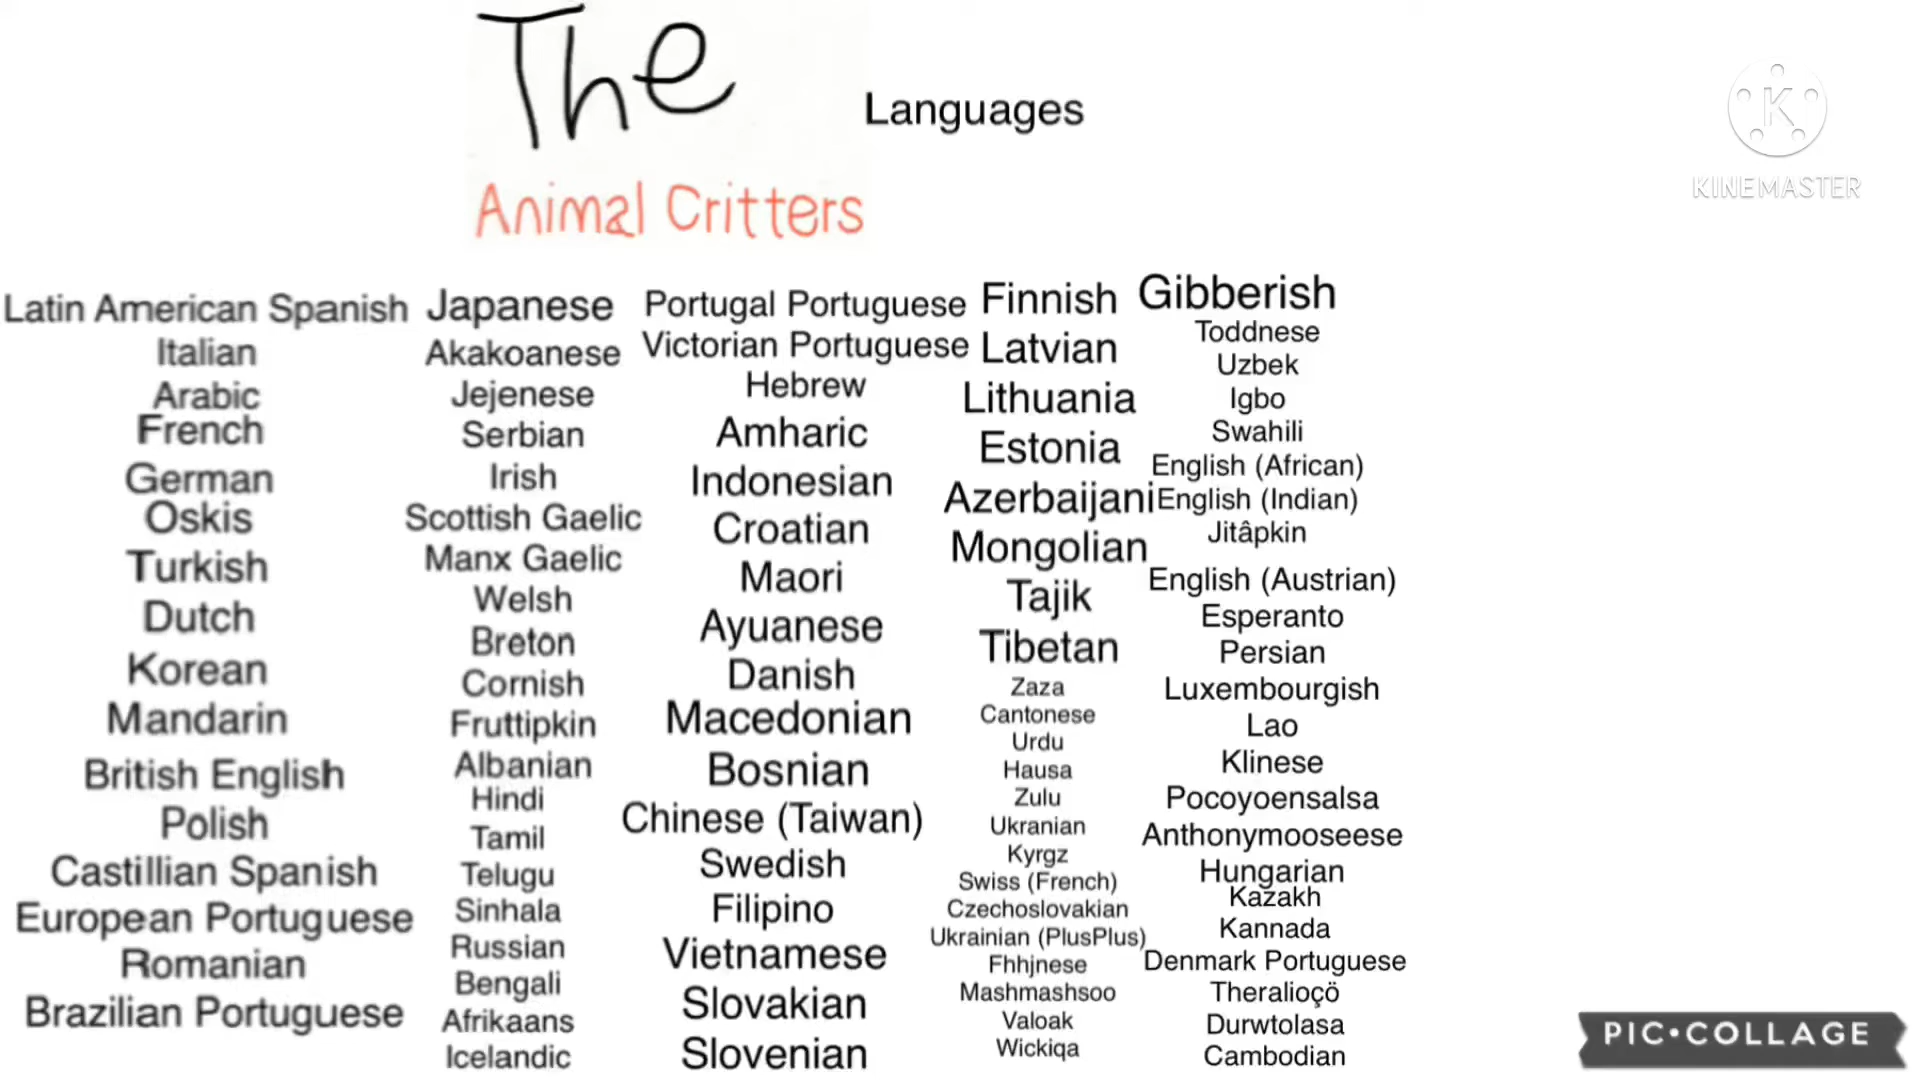 The
Languages
Animal Critters
KINEMASTER
Latin American Spanish
Italian
Arabic
French
German
Oskis
Turkish
Dutch
Korean
Mandarin
British English
Polish
Castillian Spanish
European Portuguese
Romanian
Brazilian Portuguese
Japanese
Akakoanese
Jejenese
Serbian
Irish
Scottish Gaelic
Manx Gaelic
Welsh
Breton
Cornish
Fruttipkin
Albanian
Hindi
Tamil
Telugu
Sinhala
Russian
Bengali
Afrikaans
Icelandic
Portugal Portuguese
Victorian Portuguese
Hebrew
Amharic
Indonesian
Croatian
Maori
Ayuanese
Danish
Macedonian
Bosnian
Chinese (Taiwan)
Swedish
Filipino
Vietnamese
Slovakian
Slovenian
Finnish
Latvian
Lithuania
Estonia
Azerbaijani
Mongolian
Tajik
Tibetan
Zaza
Cantonese
Urdu
Hausa
Zulu
Ukranian
Kyrgz
Swiss (French)
Czechoslovakian
Ukrainian (PlusPlus)
Fhhjnese
Mashmashsoo
Valoak
Wickiqa
Gibberish
Toddnese
Uzbek
Igbo
Swahili
English (African)
English (Indian)
Jitâpkin
English (Austrian)
Esperanto
Persian
Luxembourgish
Lao
Klinese
Pocoyoensalsa
Anthonymooseese
Hungarian
Kazakh
Kannada
Denmark Portuguese
Theralioçö
Durwtolasa
Cambodian
PIC•COLLAGE